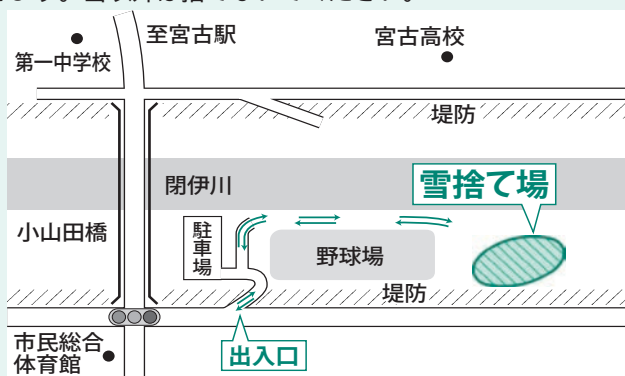 至宮古駅
宮古高校
第一中学校
堤防
閉伊川
雪捨て場
小山田橋
駐車場
野球場
堤防
市民総合
体育館
出入口